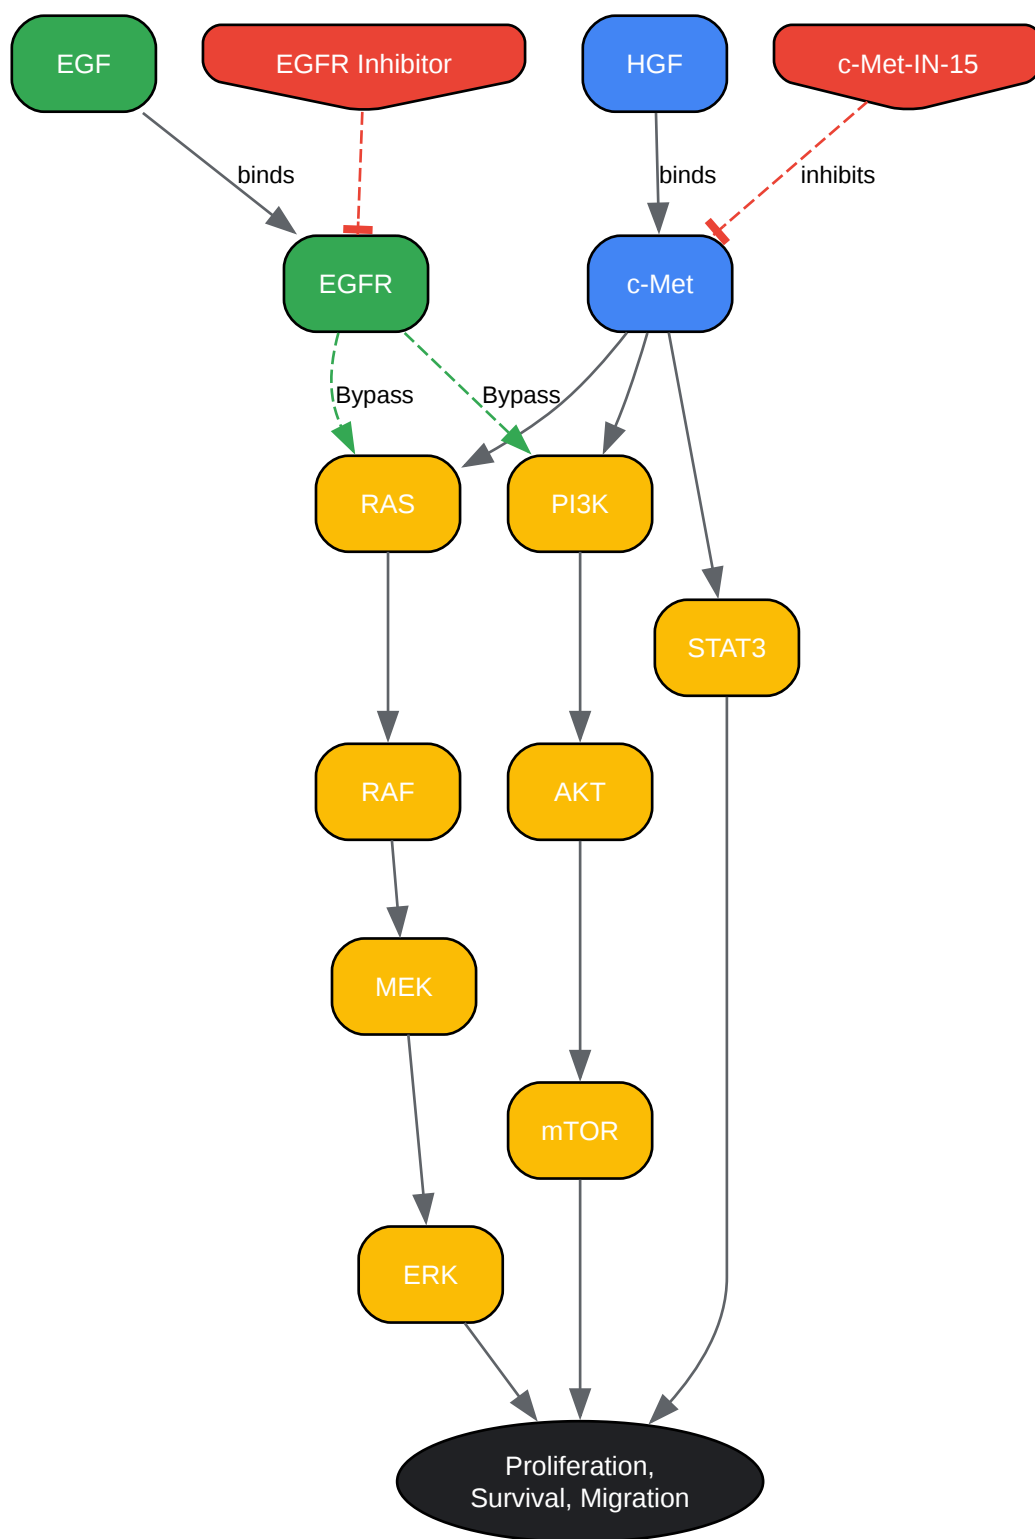 EGF
EGFR Inhibitor
HGF
c-Met-IN-15
binds
binds
inhibits
EGFR
c-Met
Bypass
Bypass
RAS
PI3K
STAT3
RAF
AKT
MEK
mTOR
ERK
Proliferation,
Survival, Migration